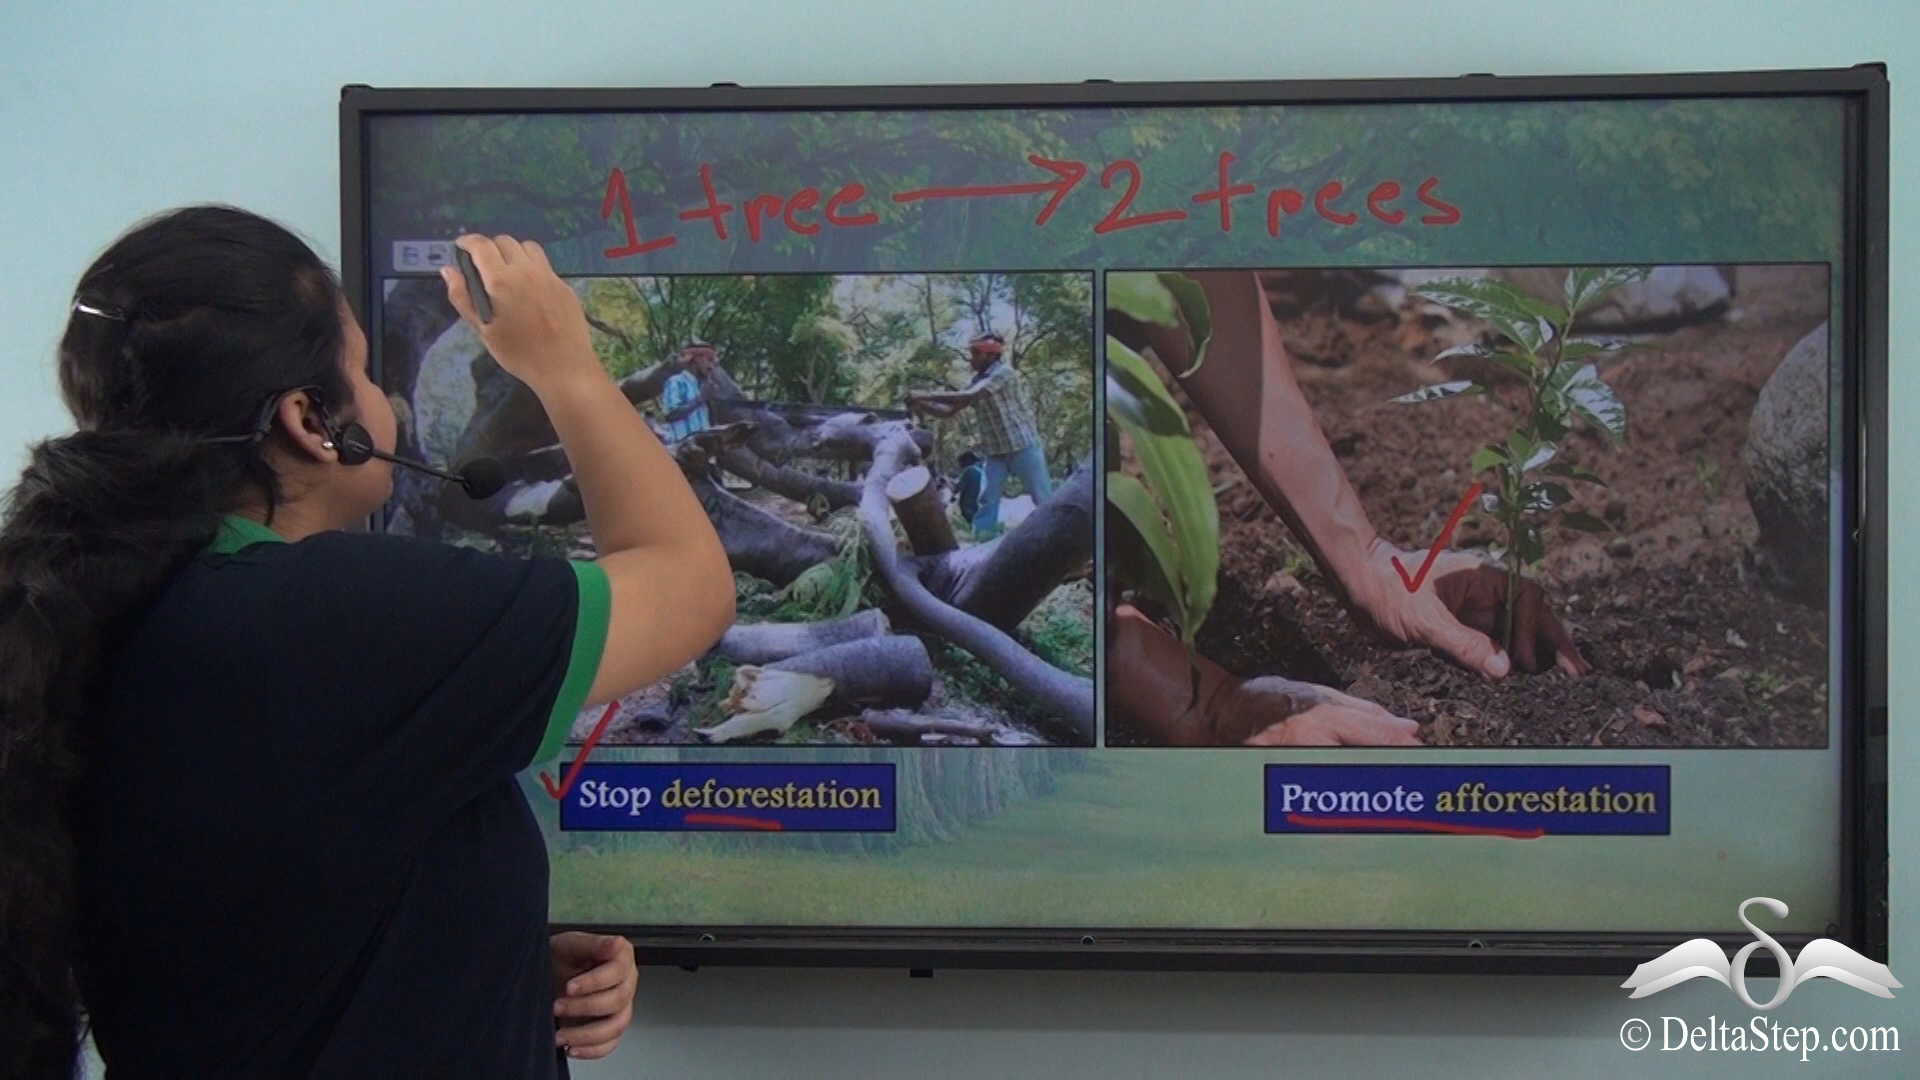 1 tree → 2 trees
Stop deforestation
Promote afforestation
© DeltaStep.com